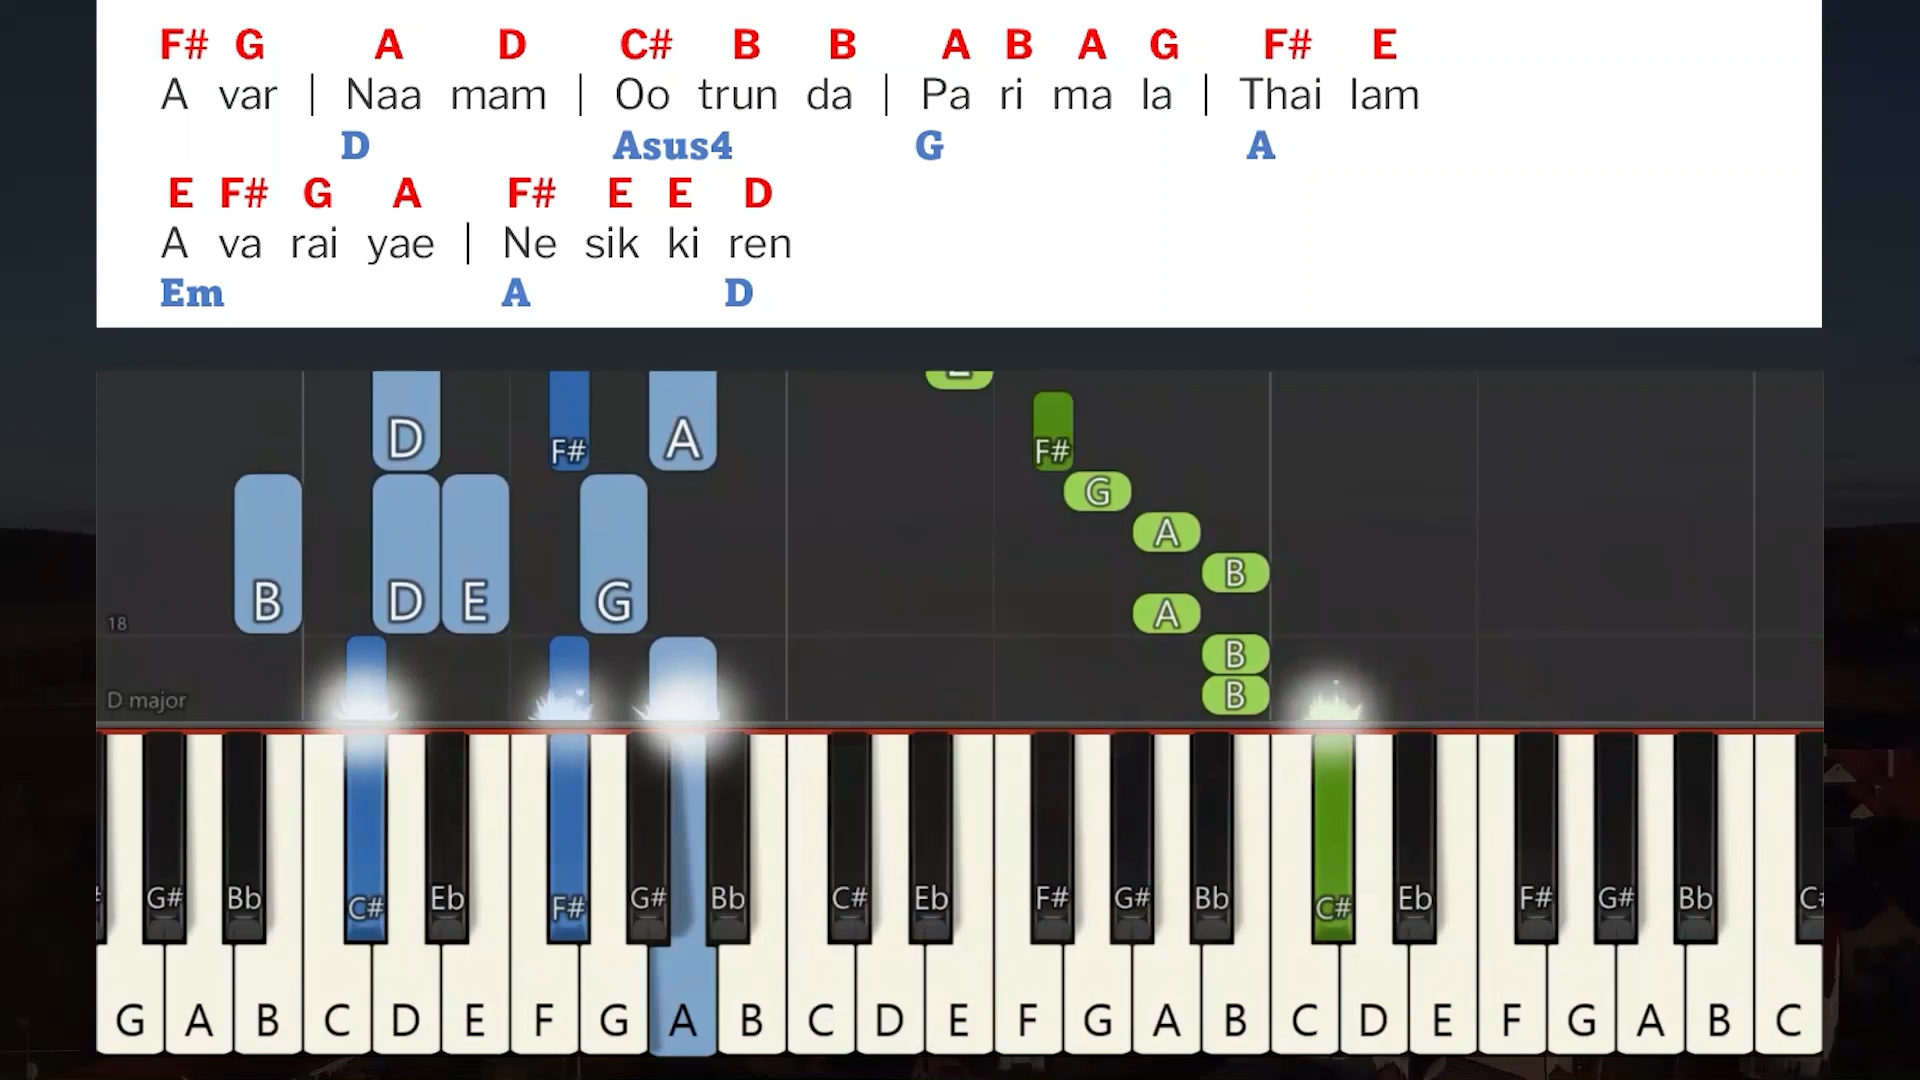 F# G A D C# B B A B A G F# E
A var | Naa mam | Oo trun da | Pa ri ma la | Thai lam
D Asus4 G A
E F# G A F# E E D
A va rai yae | Ne sik ki ren
Em A D
D F# A F#
G
A
B
B D E G A
18
B
D major B
G# Bb C# Eb F# G# Bb C# Eb F# G# Bb C# Eb F# G# Bb
G A B C D E F G A B C D E F G A B C D E F G A B C